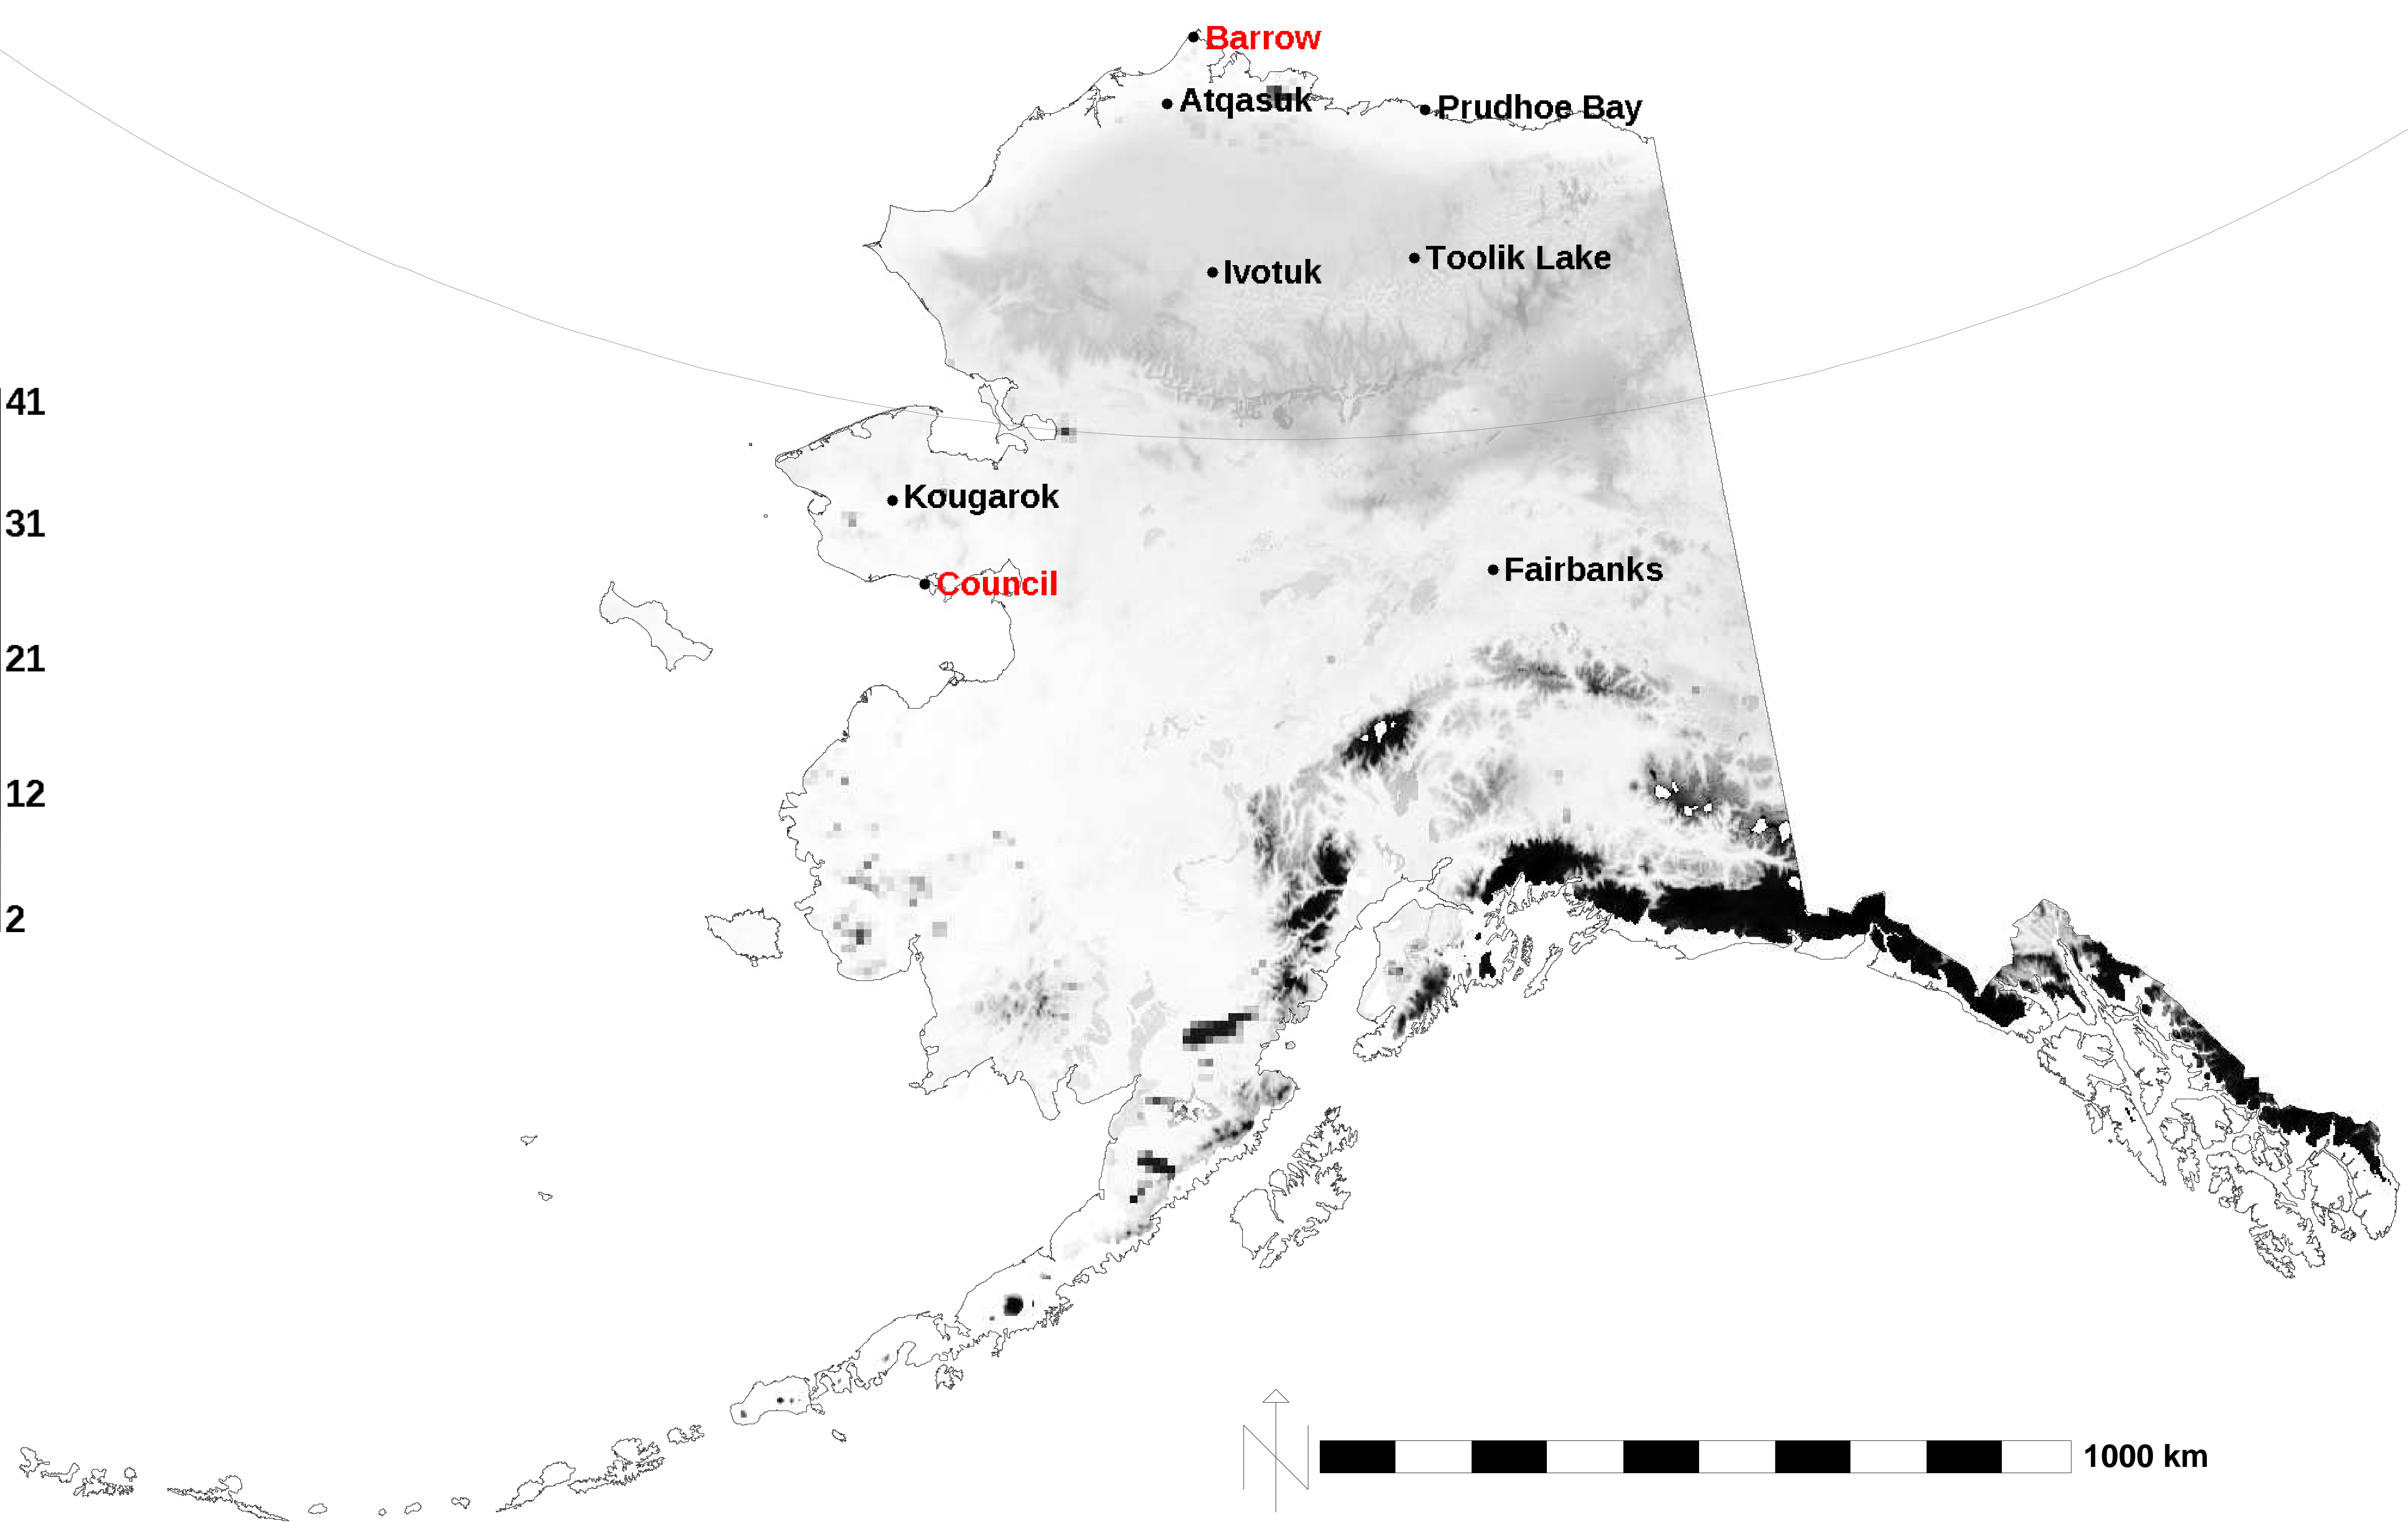 Barrow
Atqasuk
Prudhoe Bay
Ivotuk
Toolik Lake
41
Kougarok
31
Fairbanks
Council
21
12
2
N
1000 km